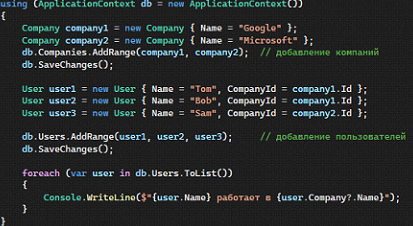 using (ApplicationContext db = new ApplicationContext())
{
Company company1 = new Company { Name = "Google" };
Company company2 = new Company { Name = "Microsoft" };
db.Companies.AddRange(company1, company2); // добавление компаний
db.SaveChanges();
User user1 = new User { Name = "Tom", CompanyId = company1.Id };
User user2 = new User { Name = "Bob", CompanyId = company1.Id };
User user3 = new User { Name = "Sam", CompanyId = company2.Id };
db.Users.AddRange(user1, user2, user3); // добавление пользователей
db.SaveChanges();
foreach (var user in db.Users.ToList())
{
Console.WriteLine($"{user.Name} работает в {user.Company?.Name}");
}
}